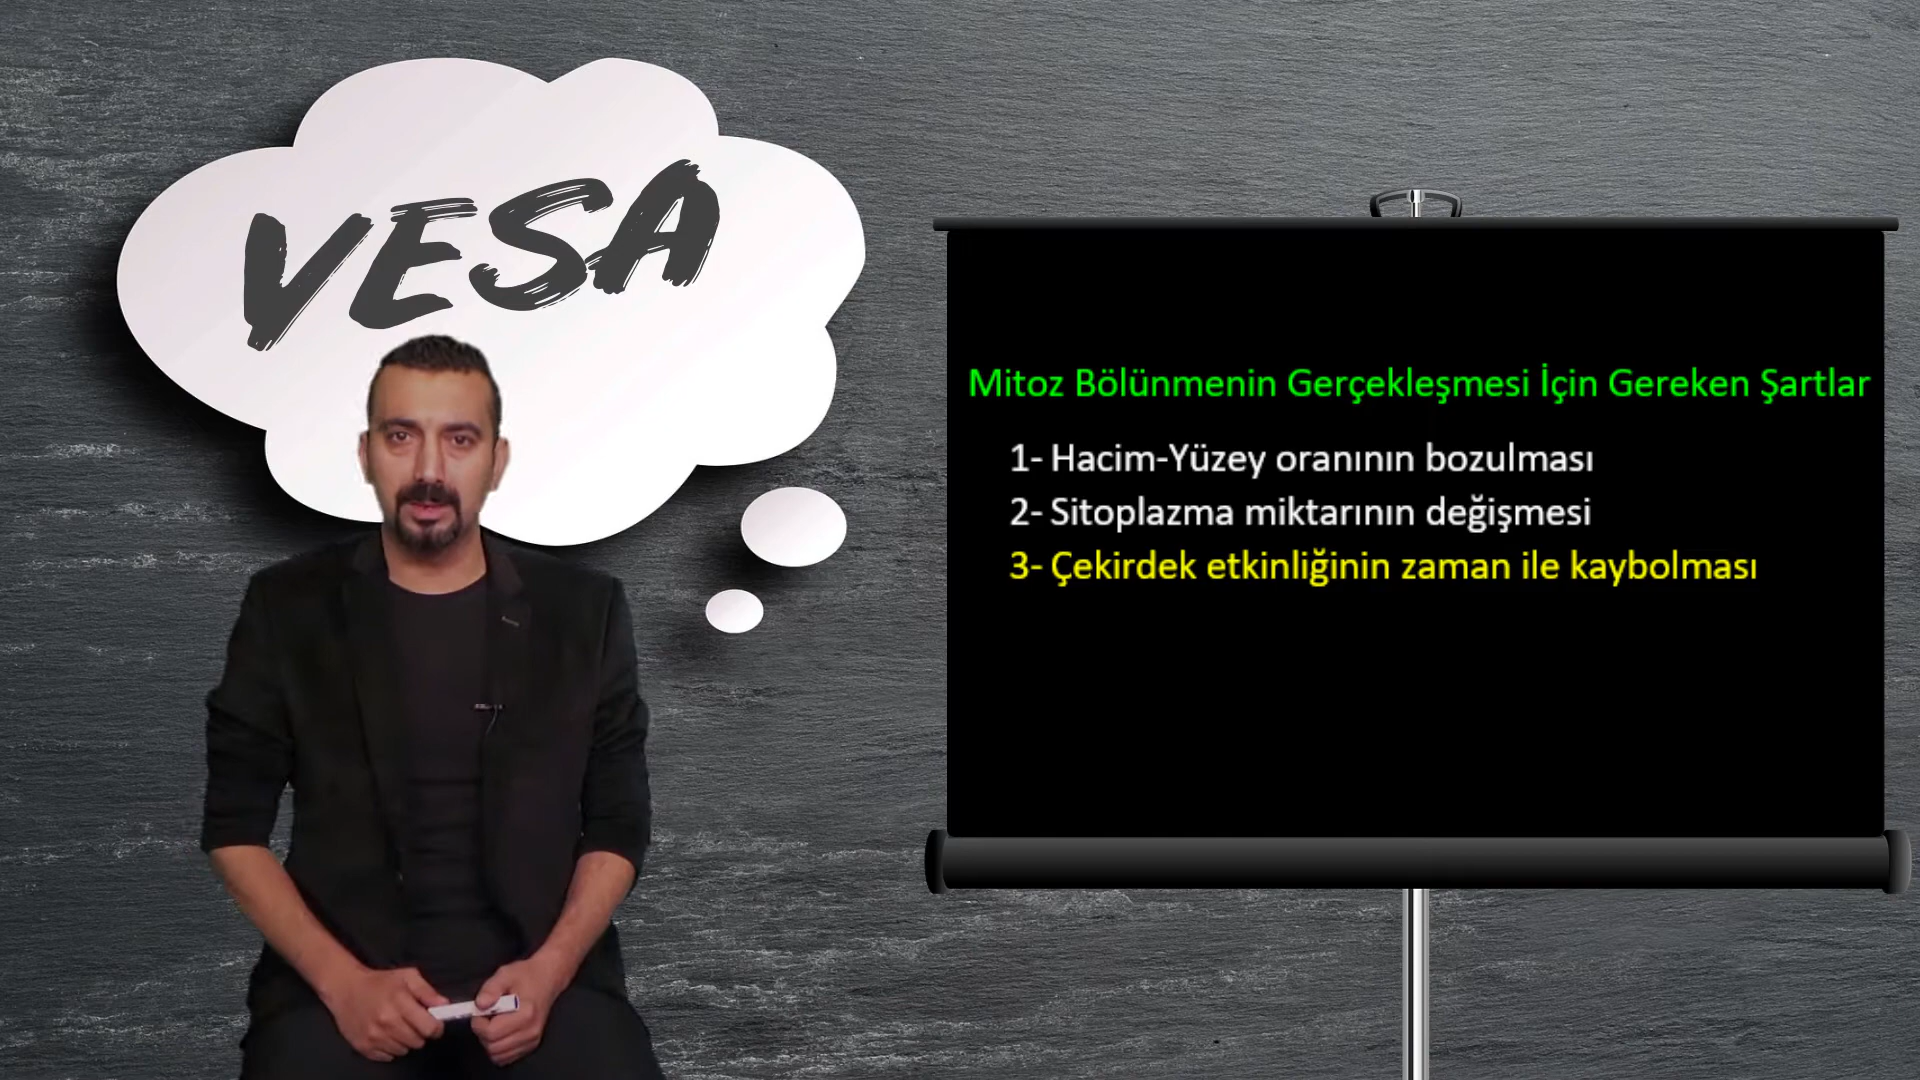 VESA
Mitoz Bölünmenin Gerçekleşmesi İçin Gereken Şartlar
1- Hacim-Yüzey oranının bozulması
2- Sitoplazma miktarının değişmesi
3- Çekirdek etkinliğinin zaman ile kaybolması